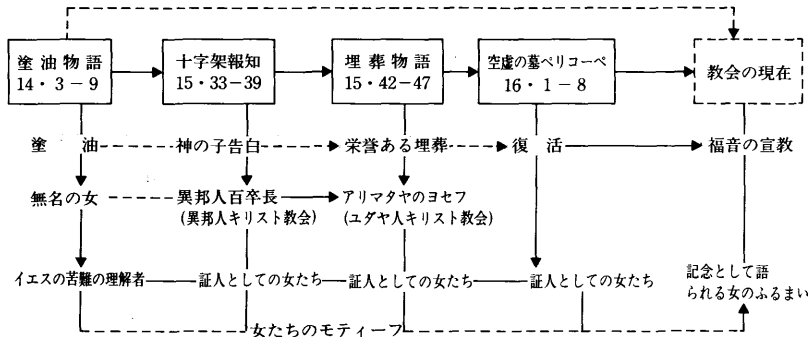 塗油物語
14・3-9
十字架報知
15・33-39
埋葬物語
15・42-47
空虚の墓ペリコーペ
16・1-8
教会の現在
塗 油
神の子告白
栄誉ある埋葬
復 活
福音の宣教
無名の女
異邦人百卒長
(異邦人キリスト教会)
アリマタヤのヨセフ
(ユダヤ人キリスト教会)
イエスの苦難の理解者
証人としての女たち
証人としての女たち
証人としての女たち
記念として語
られる女のふるまい
女たちのモティーフ